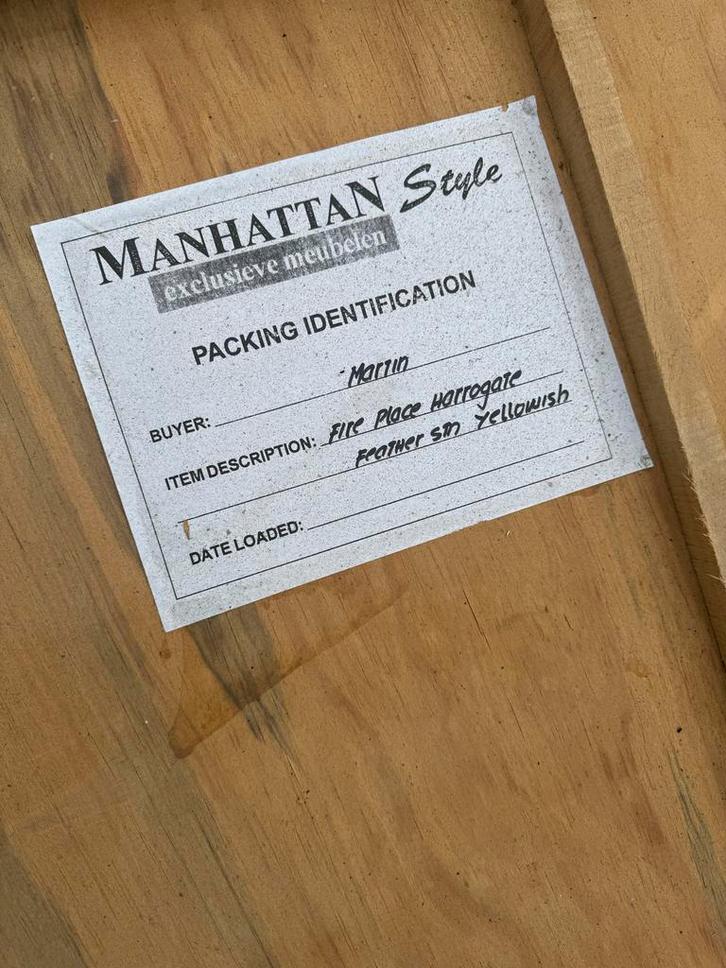 MANHATTAN Style
exclusieve meubelen
PACKING IDENTIFICATION
BUYER: - Martin
ITEM DESCRIPTION: Fire Place Harrogate
Feather Stn Yellowish
DATE LOADED: